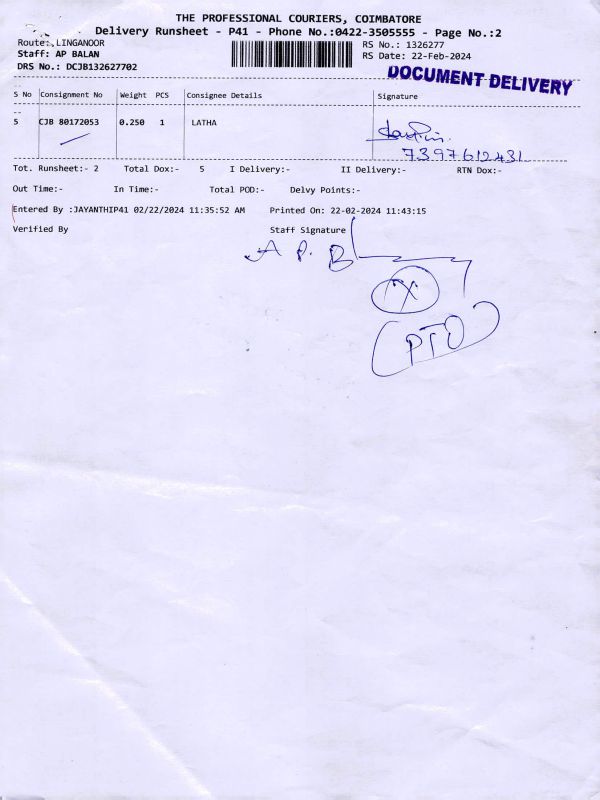 THE PROFESSIONAL COURIERS, COIMBATORE
Delivery Runsheet - P41 - Phone No.:0422-3505555 - Page No.:2
Route:,LINGANOOR RS No.: 1326277
Staff: AP BALAN RS Date: 22-Feb-2024
DRS No.: DCJB132627702
DOCUMENT DELIVERY
S No Consignment No Weight PCS Consignee Details Signature
5 CJB 80172053 0.250 1 LATHA
7397612431
Tot. Runsheet:- 2 Total Dox:- 5 I Delivery:- II Delivery:- RTN Dox:-
Out Time:- In Time:- Total POD:- Delvy Points:-
Entered By :JAYANTHIP41 02/22/2024 11:35:52 AM Printed On: 22-02-2024 11:43:15
Verified By Staff Signature
A P. B
PTO